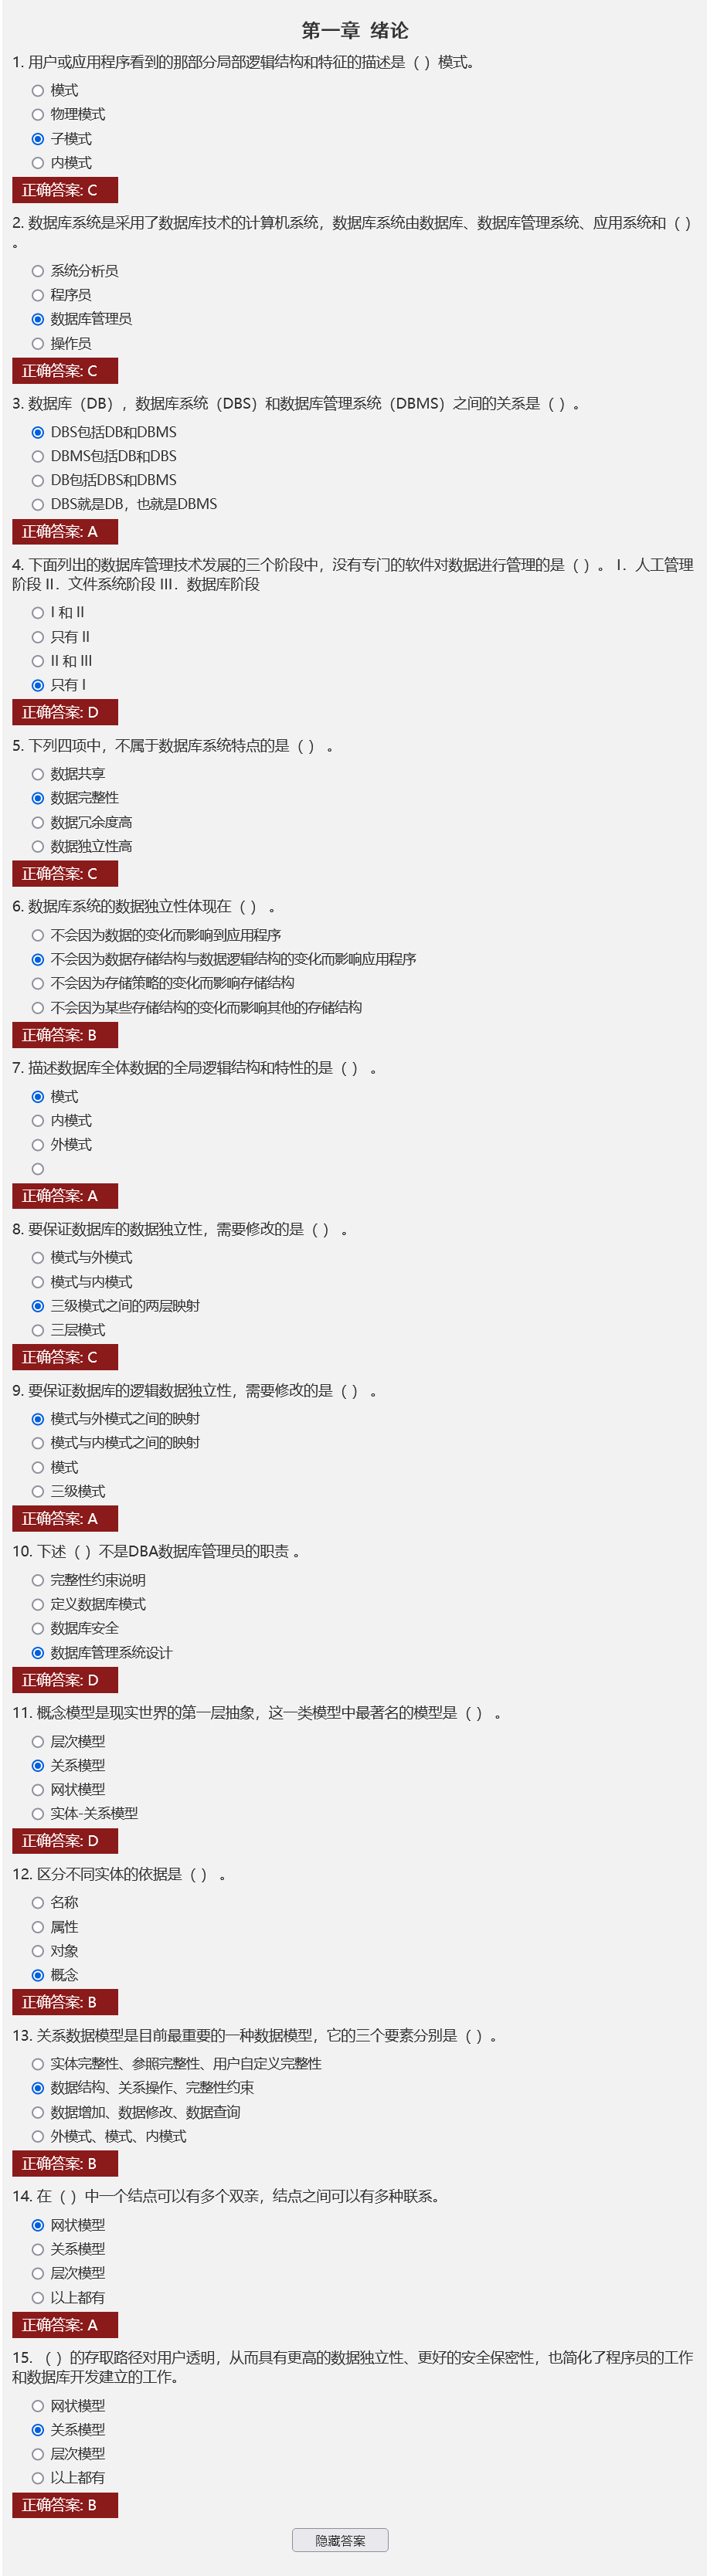 第一章 绪论
1. 用户或应用程序看到的那部分局部逻辑结构和特征的描述是（ ）模式。
模式
物理模式
子模式
内模式
正确答案: C
2. 数据库系统是采用了数据库技术的计算机系统，数据库系统由数据库、数据库管理系统、应用系统和（ ）
。
系统分析员
程序员
数据库管理员
操作员
正确答案: C
3. 数据库（DB），数据库系统（DBS）和数据库管理系统（DBMS）之间的关系是（ ）。
DBS包括DB和DBMS
DBMS包括DB和DBS
DB包括DBS和DBMS
DBS就是DB，也就是DBMS
正确答案: A
4. 下面列出的数据库管理技术发展的三个阶段中，没有专门的软件对数据进行管理的是（ ）。 I．人工管理
阶段 II．文件系统阶段 III．数据库阶段
I 和 II
只有 II
II 和 III
只有 I
正确答案: D
5. 下列四项中，不属于数据库系统特点的是（ ） 。
数据共享
数据完整性
数据冗余度高
数据独立性高
正确答案: C
6. 数据库系统的数据独立性体现在（ ） 。
不会因为数据的变化而影响到应用程序
不会因为数据存储结构与数据逻辑结构的变化而影响应用程序
不会因为存储策略的变化而影响存储结构
不会因为某些存储结构的变化而影响其他的存储结构
正确答案: B
7. 描述数据库全体数据的全局逻辑结构和特性的是（ ） 。
模式
内模式
外模式
正确答案: A
8. 要保证数据库的数据独立性，需要修改的是（ ） 。
模式与外模式
模式与内模式
三级模式之间的两层映射
三层模式
正确答案: C
9. 要保证数据库的逻辑数据独立性，需要修改的是（ ） 。
模式与外模式之间的映射
模式与内模式之间的映射
模式
三级模式
正确答案: A
10. 下述（ ）不是DBA数据库管理员的职责 。
完整性约束说明
定义数据库模式
数据库安全
数据库管理系统设计
正确答案: D
11. 概念模型是现实世界的第一层抽象，这一类模型中最著名的模型是（ ） 。
层次模型
关系模型
网状模型
实体-关系模型
正确答案: D
12. 区分不同实体的依据是（ ） 。
名称
属性
对象
概念
正确答案: B
13. 关系数据模型是目前最重要的一种数据模型，它的三个要素分别是（ ）。
实体完整性、参照完整性、用户自定义完整性
数据结构、关系操作、完整性约束
数据增加、数据修改、数据查询
外模式、模式、内模式
正确答案: B
14. 在（ ）中一个结点可以有多个双亲，结点之间可以有多种联系。
网状模型
关系模型
层次模型
以上都有
正确答案: A
15. （ ）的存取路径对用户透明，从而具有更高的数据独立性、更好的安全保密性，也简化了程序员的工作
和数据库开发建立的工作。
网状模型
关系模型
层次模型
以上都有
正确答案: B
隐藏答案